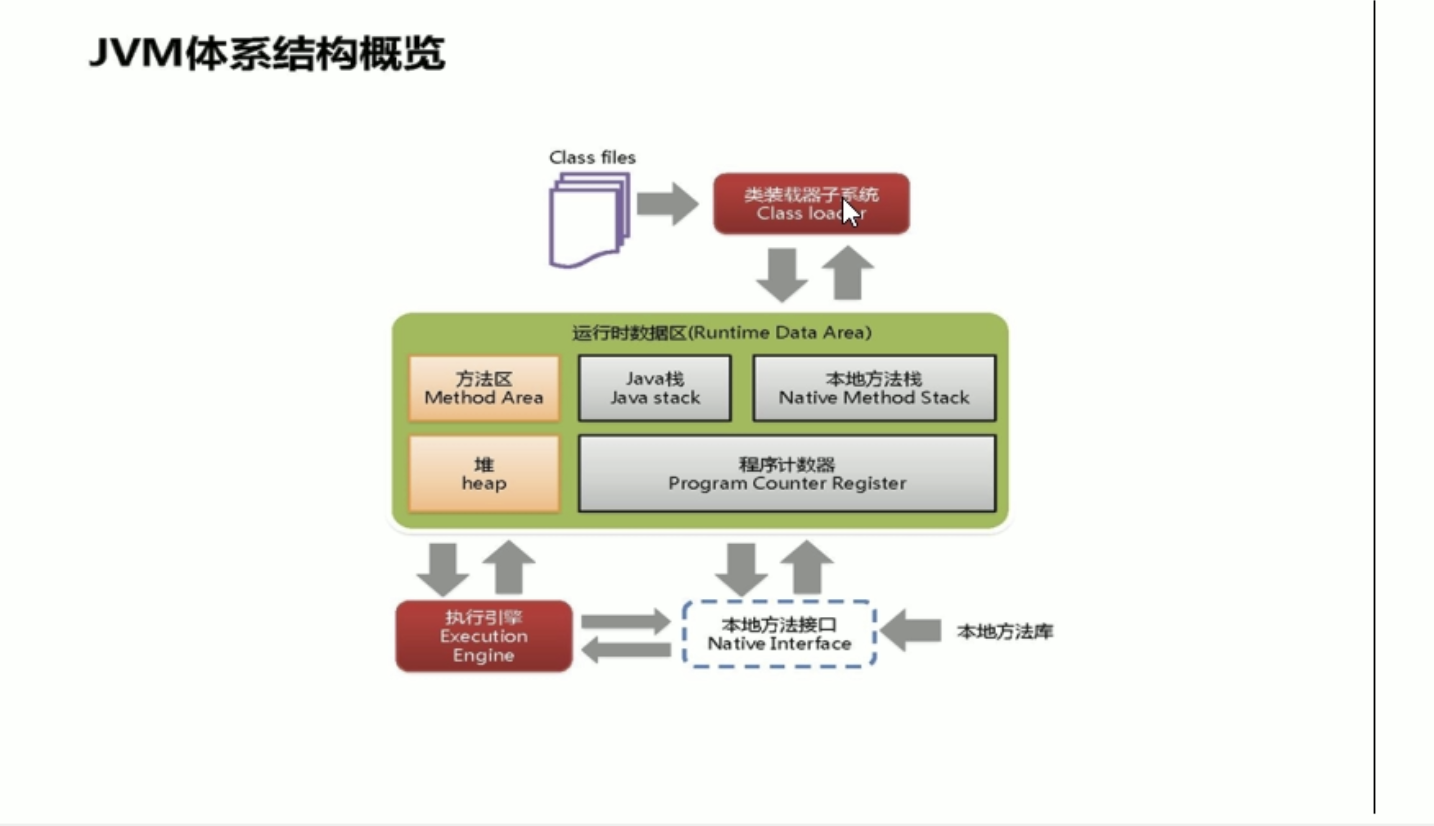 JVM体系结构概览
Class files
类装载器子系统
Class loader
运行时数据区(Runtime Data Area)
方法区
Method Area
Java栈
Java stack
本地方法栈
Native Method Stack
堆
heap
程序计数器
Program Counter Register
执行引擎
Execution
Engine
本地方法接口
Native Interface
本地方法库